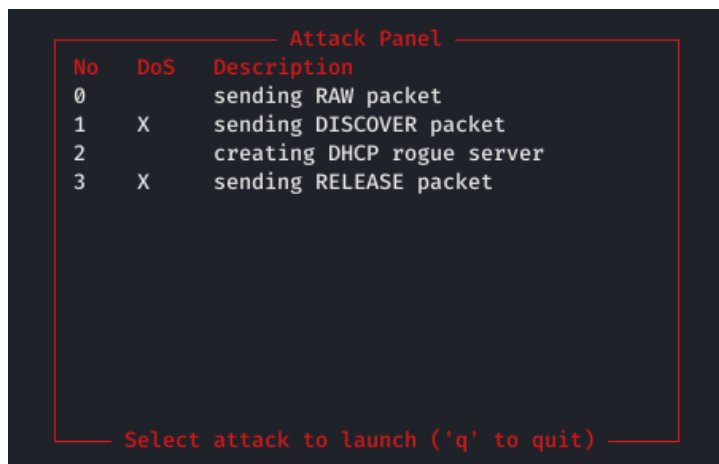 Attack Panel
No DoS Description
0 sending RAW packet
1 X sending DISCOVER packet
2 creating DHCP rogue server
3 X sending RELEASE packet
Select attack to launch ('q' to quit)